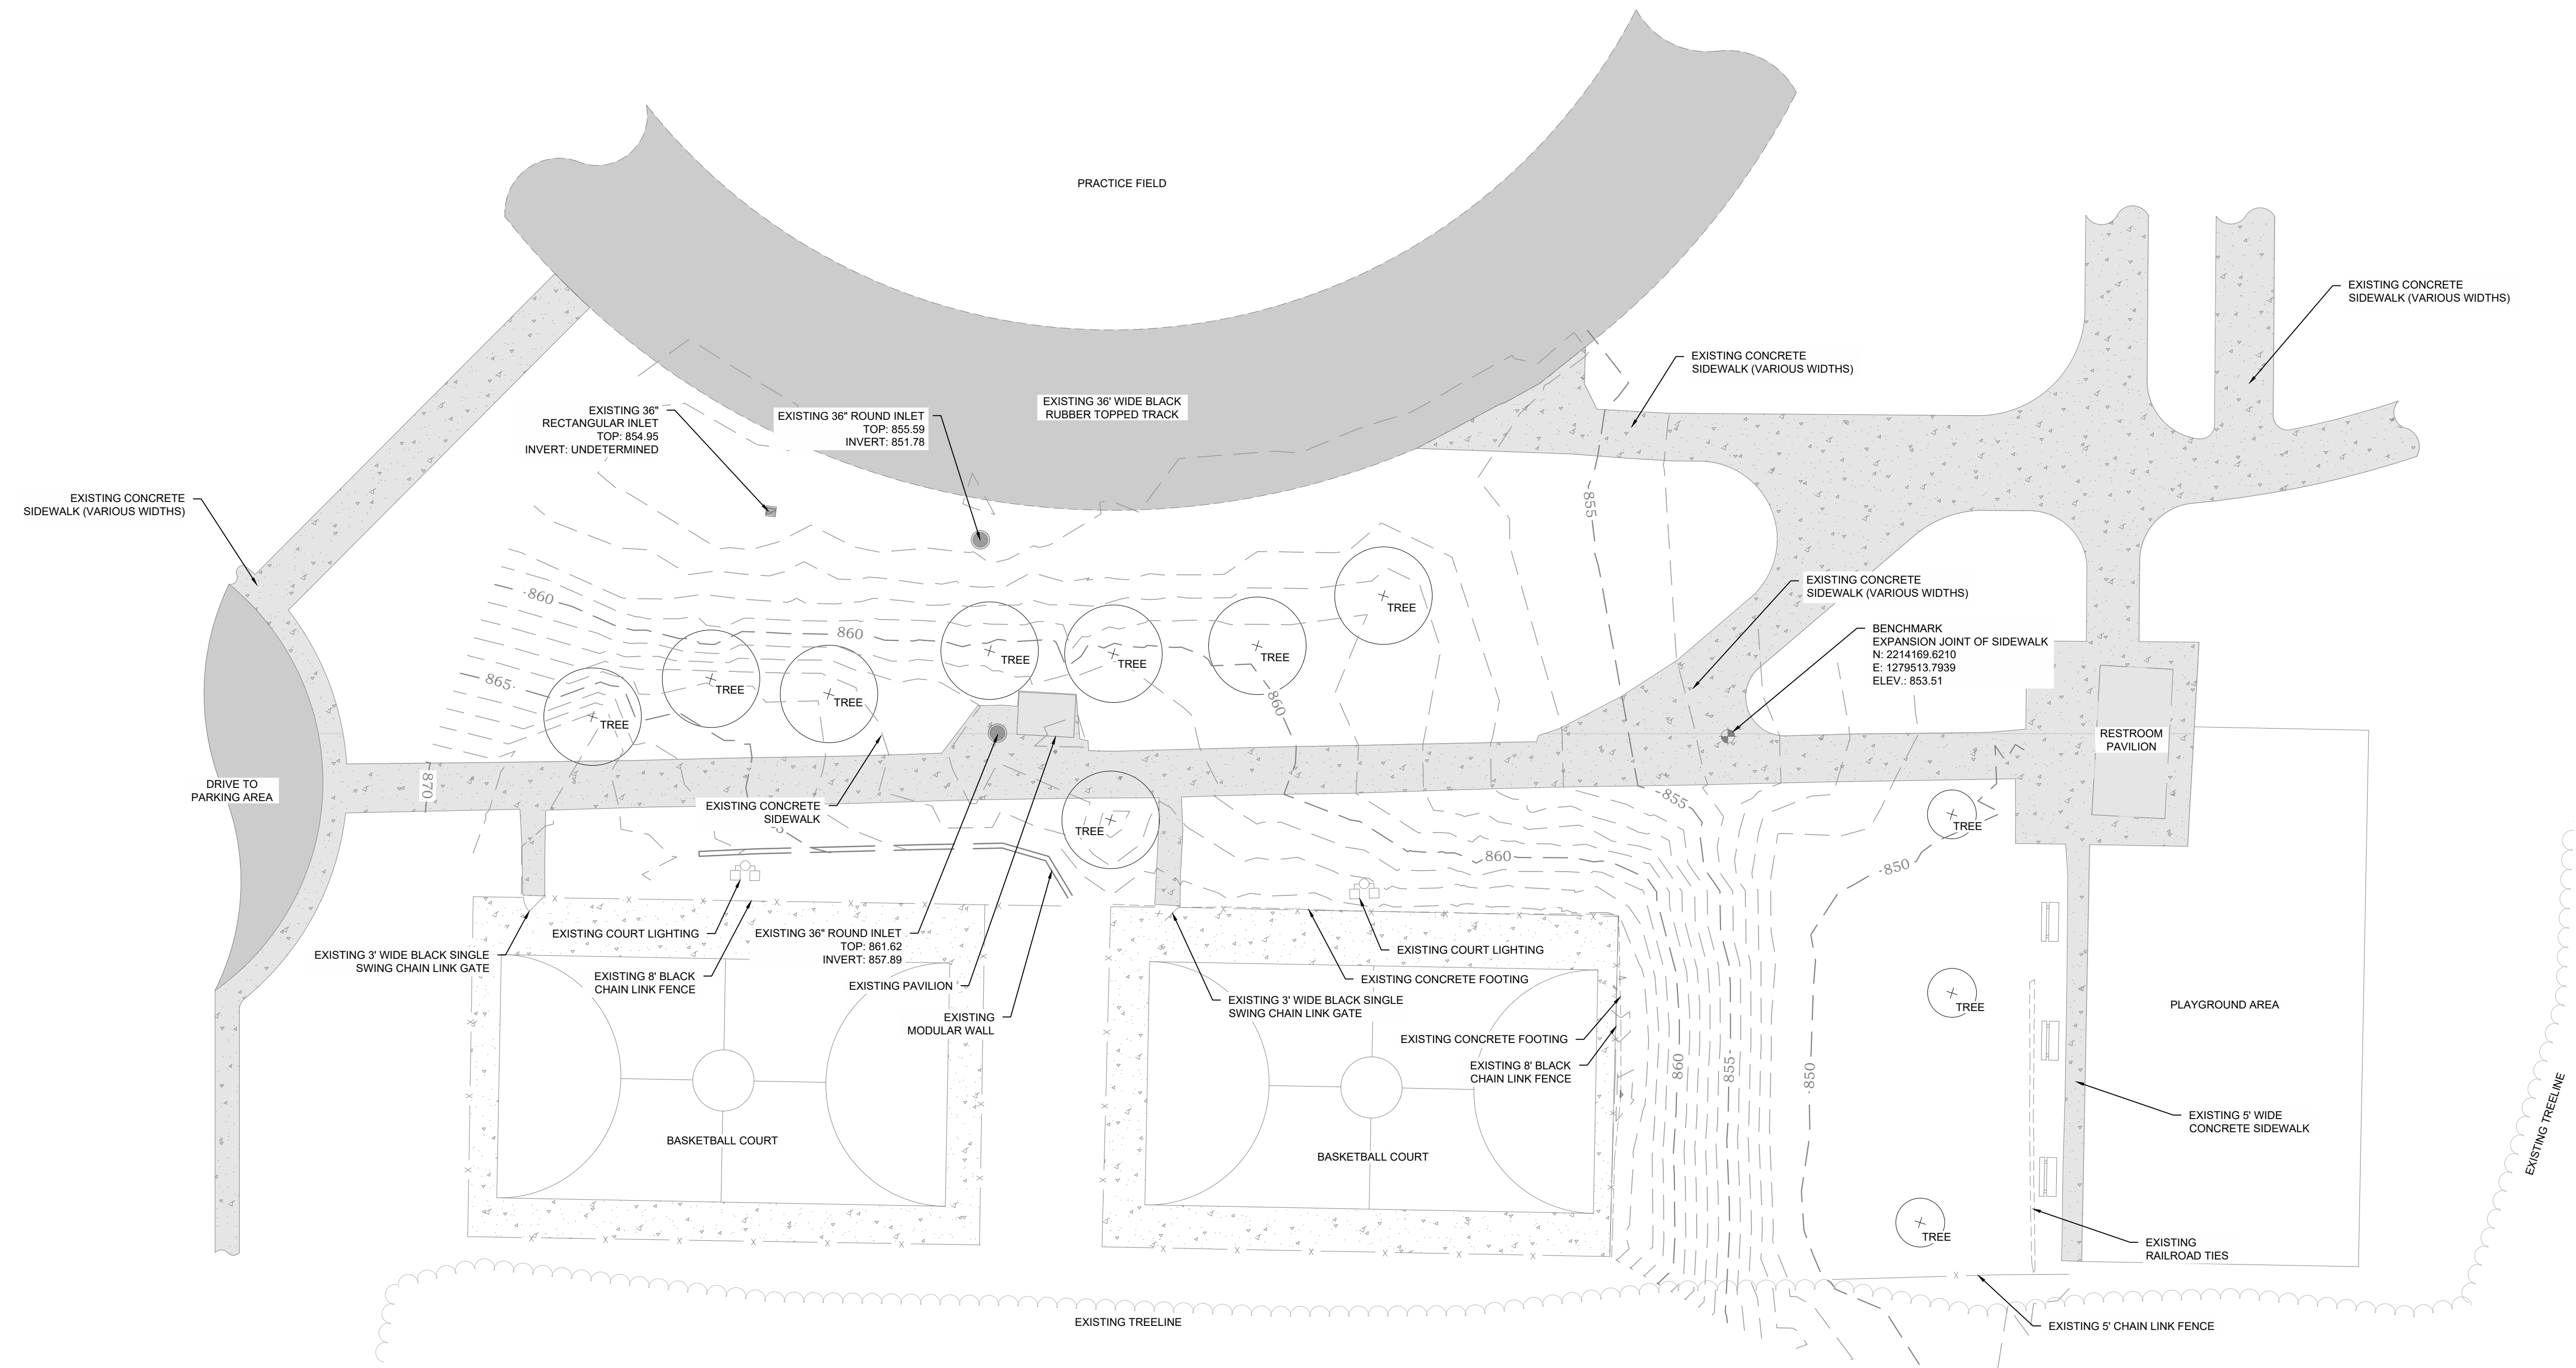 PRACTICE FIELD
EXISTING CONCRETE
SIDEWALK (VARIOUS WIDTHS)
EXISTING CONCRETE
SIDEWALK (VARIOUS WIDTHS)
EXISTING 36' WIDE BLACK
RUBBER TOPPED TRACK
EXISTING 36" ROUND INLET
TOP: 855.59
INVERT: 851.78
EXISTING 36"
RECTANGULAR INLET
TOP: 854.95
INVERT: UNDETERMINED
EXISTING CONCRETE
SIDEWALK (VARIOUS WIDTHS)
855
EXISTING CONCRETE
SIDEWALK (VARIOUS WIDTHS)
860
TREE
BENCHMARK
EXPANSION JOINT OF SIDEWALK
N: 2214169.6210
E: 1279513.7939
ELEV.: 853.51
860
TREE
TREE
TREE
865
TREE
TREE
860
TREE
RESTROOM
PAVILION
DRIVE TO
PARKING AREA
870
EXISTING CONCRETE
SIDEWALK
855
TREE
TREE
860
850
EXISTING COURT LIGHTING
EXISTING 36" ROUND INLET
TOP: 861.62
INVERT: 857.89
EXISTING 3' WIDE BLACK SINGLE
SWING CHAIN LINK GATE
EXISTING 8' BLACK
CHAIN LINK FENCE
EXISTING PAVILION
EXISTING
MODULAR WALL
EXISTING COURT LIGHTING
EXISTING CONCRETE FOOTING
EXISTING 3' WIDE BLACK SINGLE
SWING CHAIN LINK GATE
EXISTING CONCRETE FOOTING
EXISTING 8' BLACK
CHAIN LINK FENCE
TREE
PLAYGROUND AREA
860
855
850
EXISTING 5' WIDE
CONCRETE SIDEWALK
EXISTING TREELINE
BASKETBALL COURT
BASKETBALL COURT
TREE
EXISTING
RAILROAD TIES
EXISTING TREELINE
EXISTING 5' CHAIN LINK FENCE